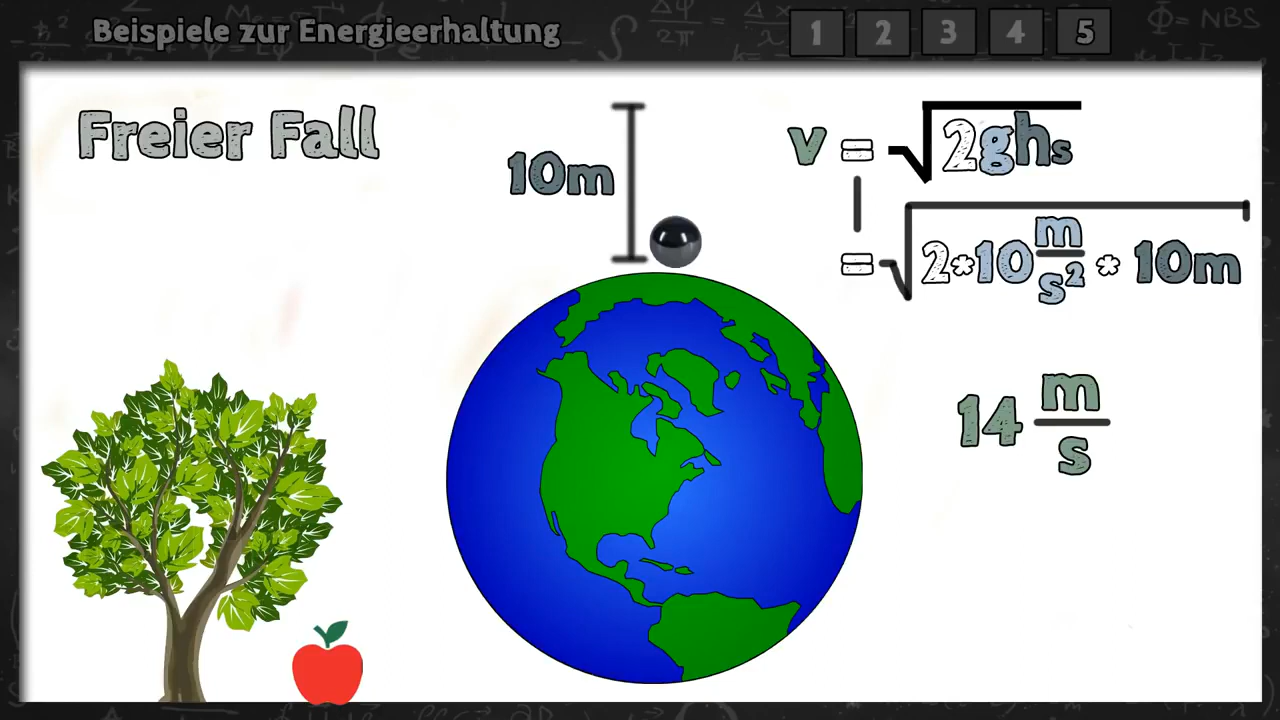 Beispiele zur Energieerhaltung
1 2 3 4 5
Freier Fall
10m
v = √2ghs
= √2*10 m/s² * 10m
14 m/s